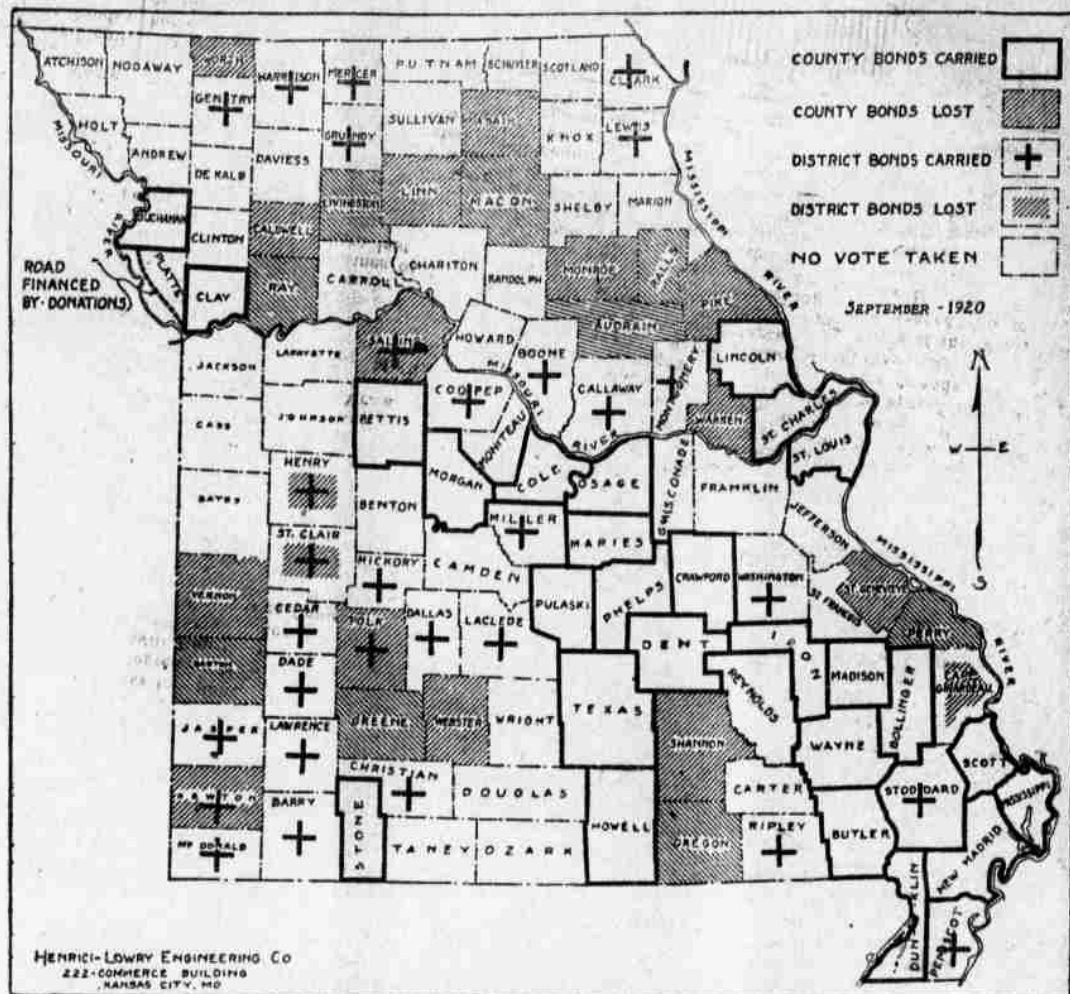 COUNTY BONDS CARRIED
COUNTY BONDS LOST
DISTRICT BONDS CARRIED
DISTRICT BONDS LOST
NO VOTE TAKEN
SEPTEMBER - 1920
N
W E
S
ATCHISON
NODAWAY
WORTH
HARRISON
MERCER
PUTNAM
SCHUYLER
SCOTLAND
CLARK
GENTRY
HOLT
ANDREW
DE KALB
DAVIESS
GRUNDY
SULLIVAN
ADAIR
KNOX
LEWIS
MISSOURI
RIVER
BUCHANAN
CLINTON
CALDWELL
LIVINGSTON
LINN
MACON
SHELBY
MARION
MISSISSIPPI
RIVER
ROAD
FINANCED
BY-DONATIONS
PLATTE
CLAY
RAY
CARROLL
CHARITON
RANDOLPH
MONROE
RALLS
PIKE
AUDRAIN
JACKSON
LAFAYETTE
SALINE
HOWARD
BOONE
CALLAWAY
MONTGOMERY
LINCOLN
WARREN
ST. CHARLES
ST. LOUIS
MISSOURI
RIVER
CASS
JOHNSON
PETTIS
COOPEP
MONITEAU
COLE
OSAGE
GASCONADE
FRANKLIN
JEFFERSON
BATES
HENRY
BENTON
MORGAN
MILLER
MARIES
ST. CLAIR
HICKORY
CAMDEN
PULASKI
PHELPS
CRAWFORD
WASHINGTON
ST FRANCIS
ST. GENEVIEVE
PERRY
MISSISSIPPI
RIVER
VERNON
CEDAR
POLK
DALLAS
LACLEDE
DENT
IRON
MADISON
CAPE
GIRARDEAU
BARTON
DADE
GREENE
WEBSTER
WRIGHT
TEXAS
REYNOLDS
BOLLINGER
JASPER
LAWRENCE
CHRISTIAN
DOUGLAS
SHANNON
WAYNE
SCOTT
NEWTON
BARRY
STONE
TANEY
OZARK
HOWELL
OREGON
CARTER
RIPLEY
BUTLER
STODDARD
MISSISSIPPI
MC DONALD
NEW MADRID
DUNKLIN
PEMISCOT
HENRICI-LOWRY ENGINEERING CO
222-COMMERCE BUILDING
KANSAS CITY, MO